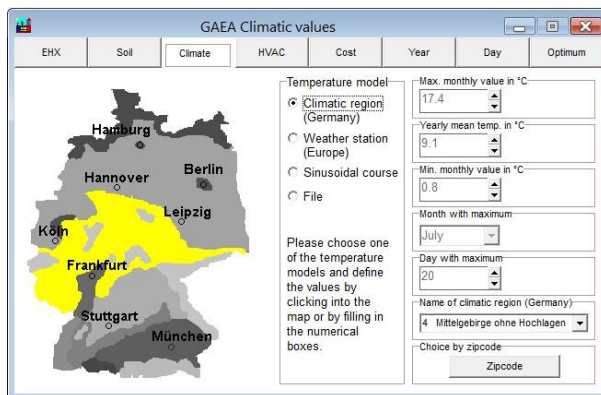 GAEA Climatic values
EHX
Soil
Climate
HVAC
Cost
Year
Day
Optimum
Hamburg
Hannover
Berlin
Leipzig
Köln
Frankfurt
Stuttgart
München
Temperature model
Climatic region
(Germany)
Weather station
(Europe)
Sinusoidal course
File
Please choose one
of the temperature
models and define
the values by
clicking into the
map or by filling in
the numerical
boxes.
Max. monthly value in °C
17.4
Yearly mean temp. in °C
9.1
Min. monthly value in °C
0.8
Month with maximum
July
Day with maximum
20
Name of climatic region (Germany)
4 Mittelgebirge ohne Hochlagen
Choice by zipcode
Zipcode